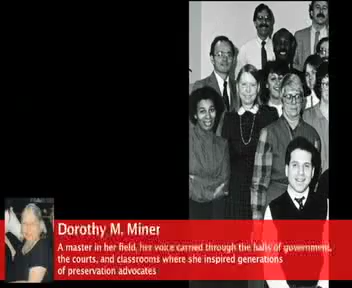 Dorothy M. Miner
A master in her field, her voice carried through the halls of government,
the courts, and classrooms where she inspired generations
of preservation advocates